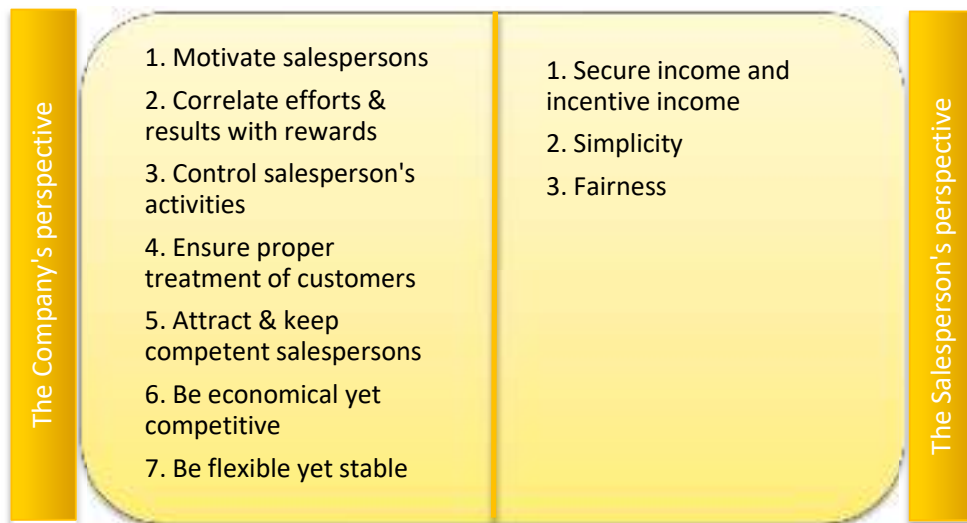 The Company's perspective
1. Motivate salespersons
2. Correlate efforts &
results with rewards
3. Control salesperson's
activities
4. Ensure proper
treatment of customers
5. Attract & keep
competent salespersons
6. Be economical yet
competitive
7. Be flexible yet stable
1. Secure income and
incentive income
2. Simplicity
3. Fairness
The Salesperson's perspective